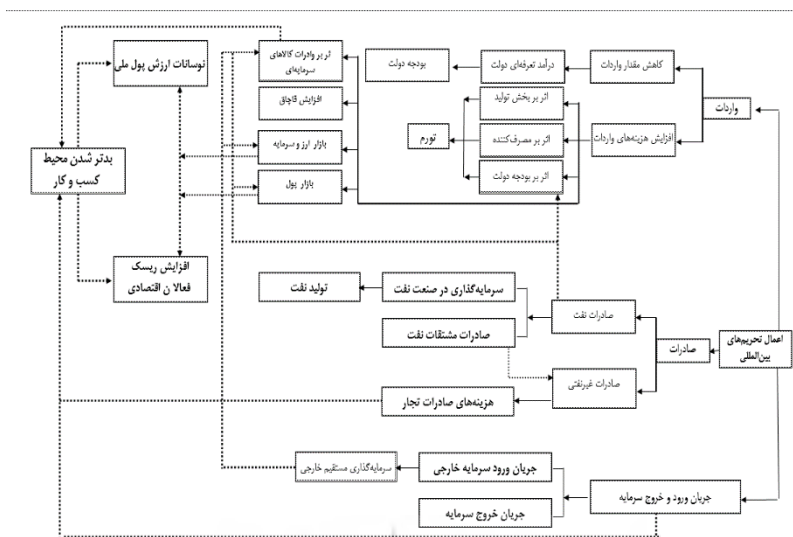 واردات
کاهش مقدار واردات
درآمد تعرفه‌ای دولت
بودجه دولت
افزایش هزینه‌های واردات
اثر بر بخش تولید
اثر بر مصرف‌کننده
اثر بر بودجه دولت
تورم
ثر بر وادرات کالاهای
سرمایه‌ای
افزایش قاچاق
بازار ارز و سرمایه
بازار پول
نوسانات ارزش پول ملی
بدتر شدن محیط
کسب و کار
افزایش ریسک
فعالا ن اقتصادی
اعمال تحریم‌های
بین‌المللی
صادرات
صادرات نفت
سرمایه‌گذاری در صنعت نفت
تولید نفت
صادرات مشتقات نفت
صادرات غیرنفتی
هزینه‌های صادرات تجار
جریان ورود و خروج سرمایه
جریان ورود سرمایه خارجی
سرمایه‌گذاری مستقیم خارجی
جریان خروج سرمایه